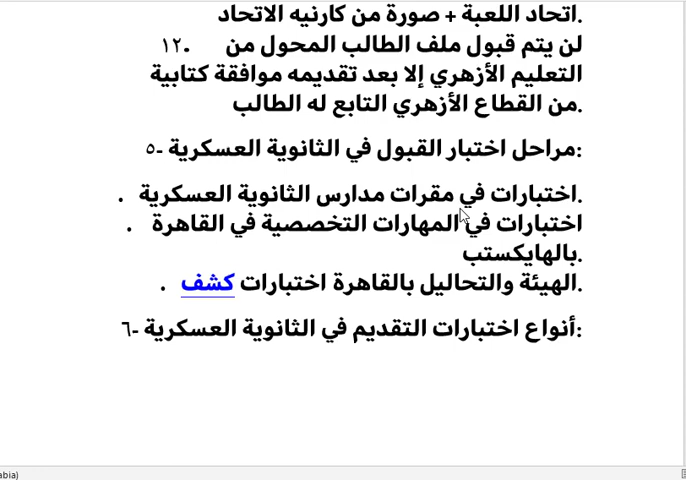 اتحاد اللعبة + صورة من كارنيه الاتحاد.
١٢. لن يتم قبول ملف الطالب المحول من
التعليم الأزهري إلا بعد تقديمه موافقة كتابية
من القطاع الأزهري التابع له الطالب.
٥- مراحل اختبار القبول في الثانوية العسكرية:
. اختبارات في مقرات مدارس الثانوية العسكرية.
. اختبارات في المهارات التخصصية في القاهرة
بالهايكستب.
. كشف الهيئة والتحاليل بالقاهرة اختبارات.
٦- أنواع اختبارات التقديم في الثانوية العسكرية:
abia)